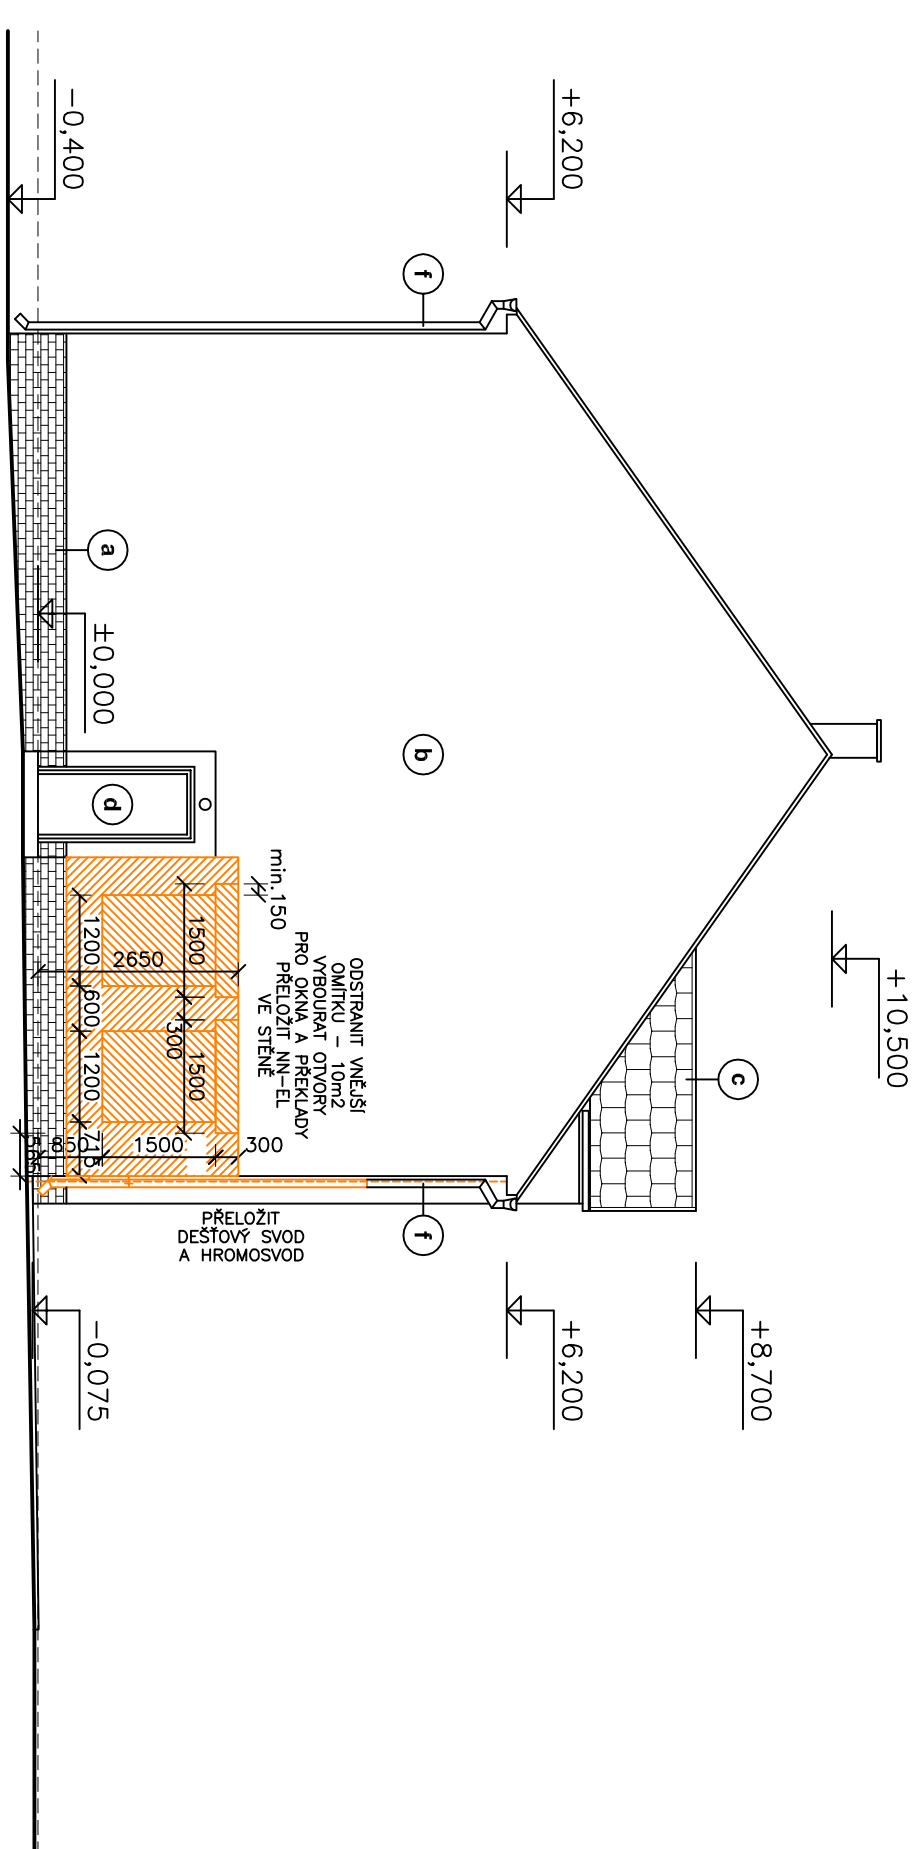 +10,500
+8,700
+6,200
+6,200
f
c
b
f
ODSTRANIT VNĚJŠÍ
OMÍTKU – 10m2
VYBOURAT OTVORY
PRO OKNA A PŘEKLADY
PŘELOŽIT NN–EL
VE STĚNĚ
min.150
300
1500
300
1500
PŘELOŽIT
DEŠŤOVÝ SVOD
A HROMOSVOD
2650
1500
850
d
a
1200
600
1200
715
±0,000
-0,400
-0,075